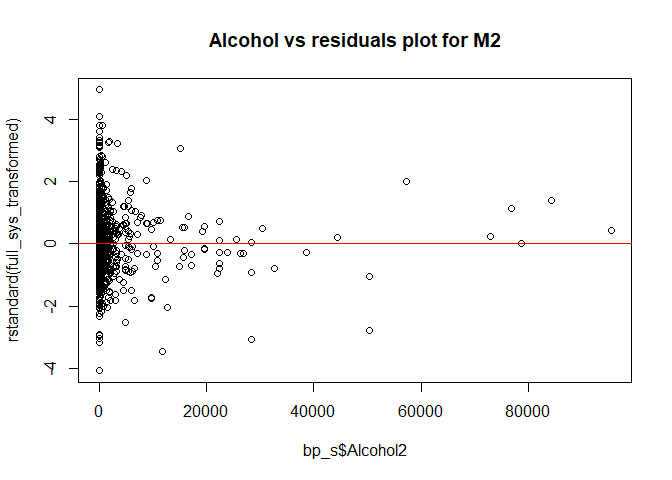 Alcohol vs residuals plot for M2
rstandard(full_sys_transformed)
4
2
0
-2
-4
0 20000 40000 60000 80000
bp_s$Alcohol2